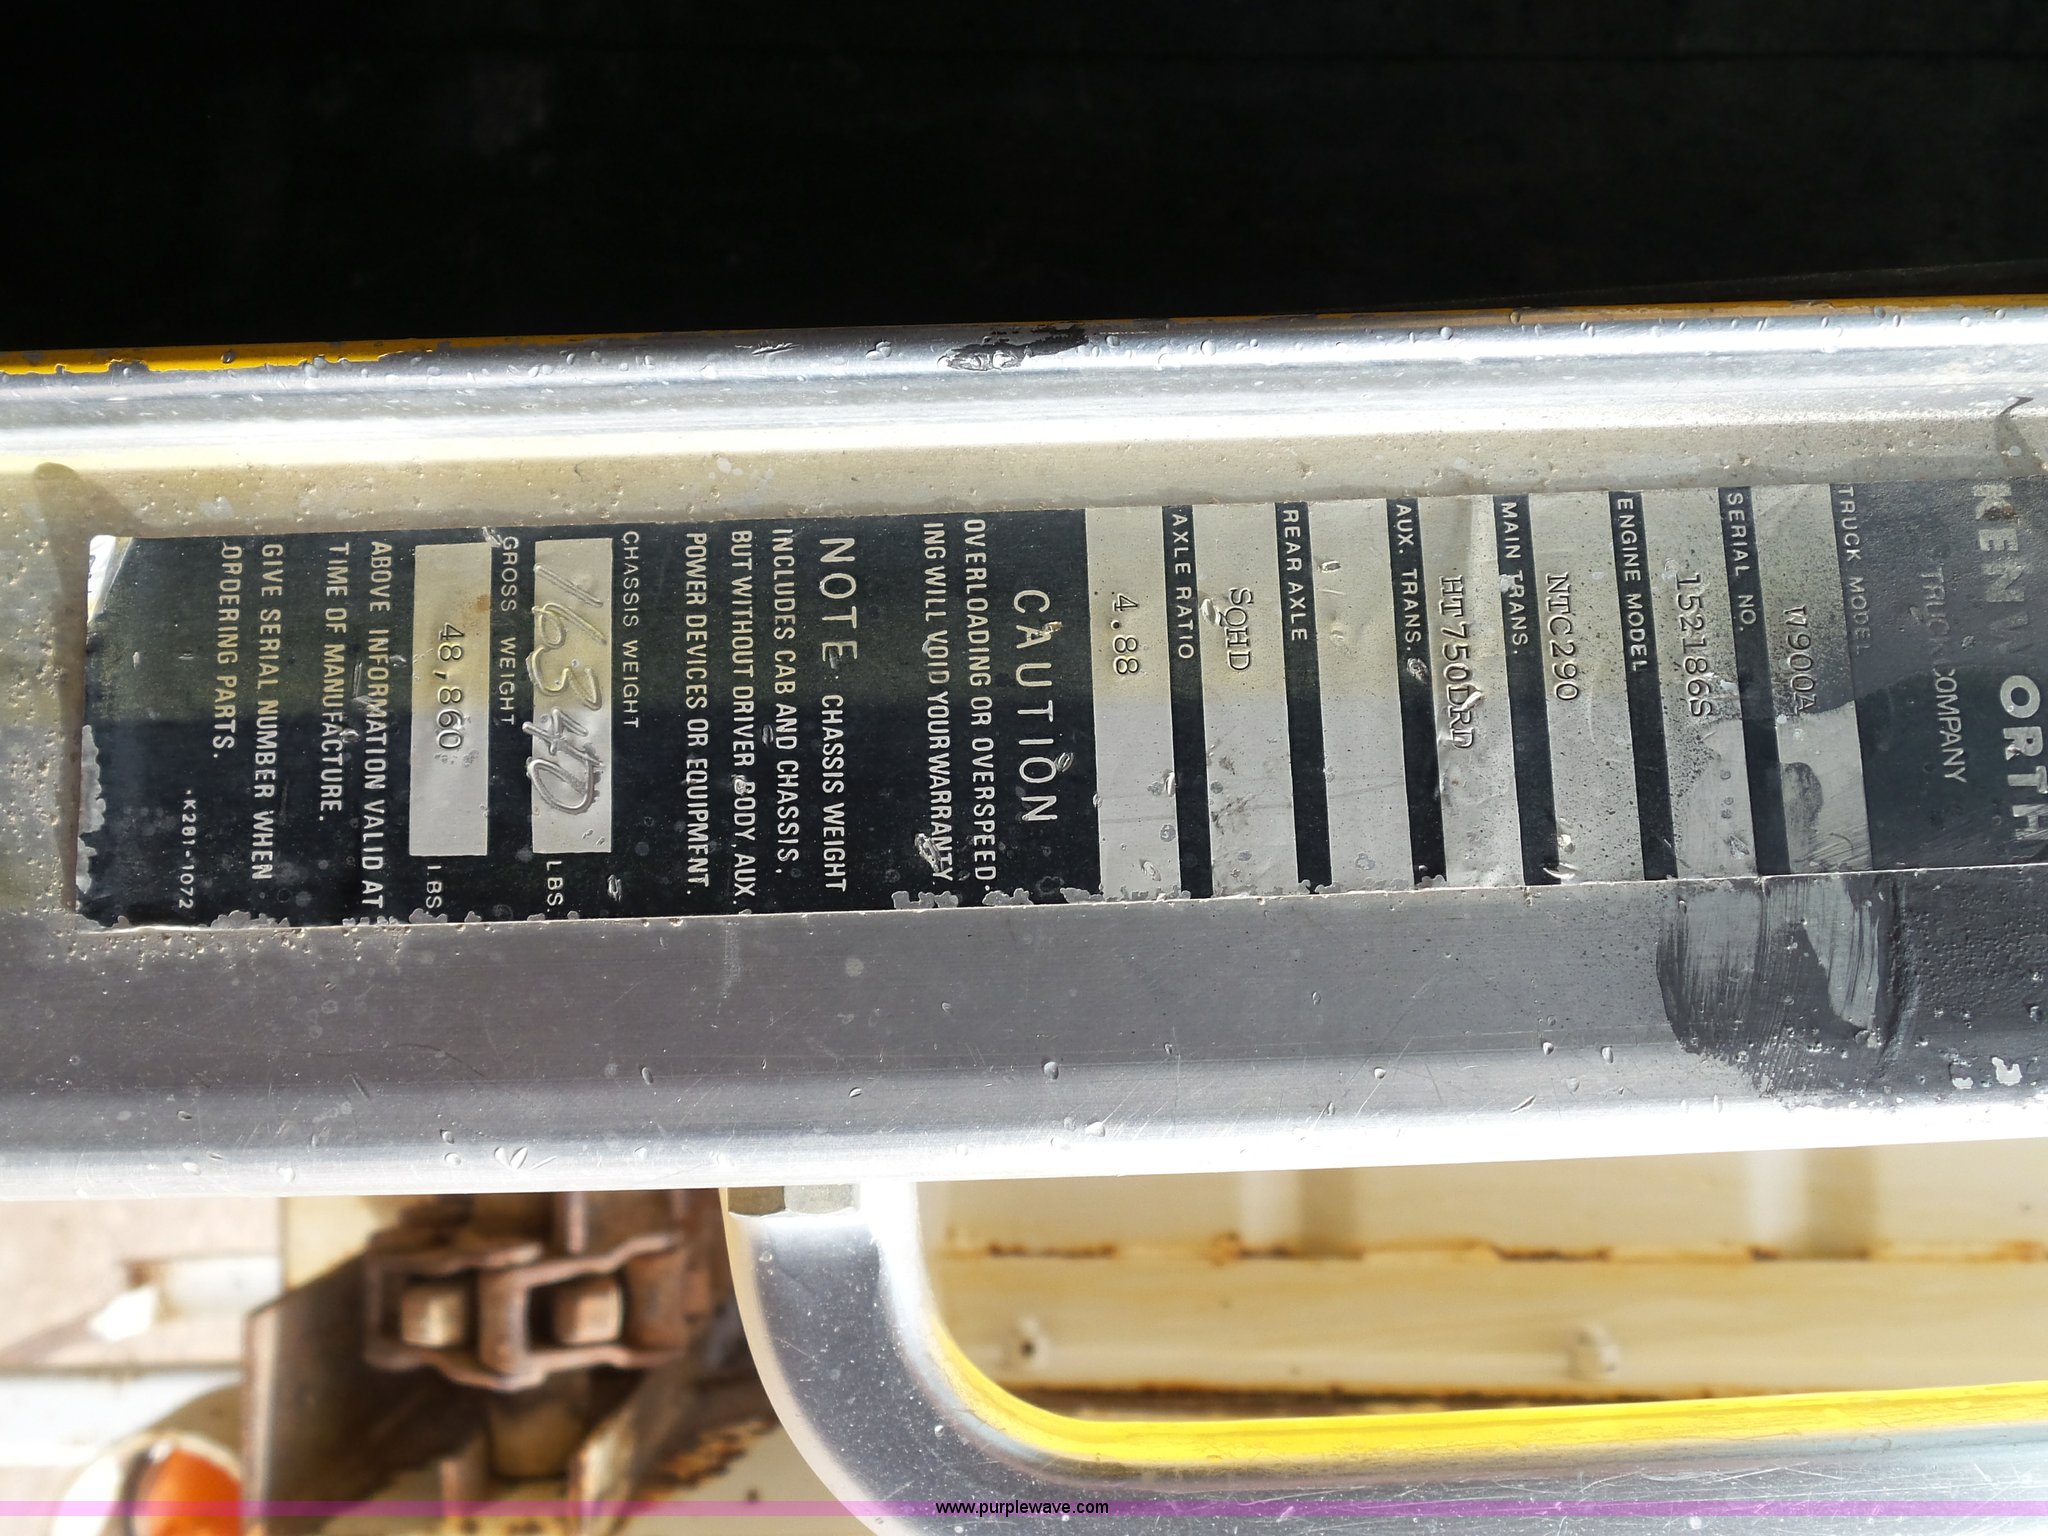 KENWORTH
TRUCK COMPANY
TRUCK MODEL
W900A
SERIAL NO.
152186S
ENGINE MODEL
NTC290
MAIN TRANS.
HT750DRD
AUX. TRANS.
REAR AXLE
SQHD
AXLE RATIO
4.88
CAUTION
OVERLOADING OR OVERSPEED-
ING WILL VOID YOUR WARRANTY
NOTE: CHASSIS WEIGHT
INCLUDES CAB AND CHASSIS,
BUT WITHOUT DRIVER, BODY, AUX.
POWER DEVICES OR EQUIPMENT.
CHASSIS WEIGHT
16340 LBS.
GROSS WEIGHT
48,860 LBS
ABOVE INFORMATION VALID AT
TIME OF MANUFACTURE.
GIVE SERIAL NUMBER WHEN
ORDERING PARTS.
K281-1072
www.purplewave.com